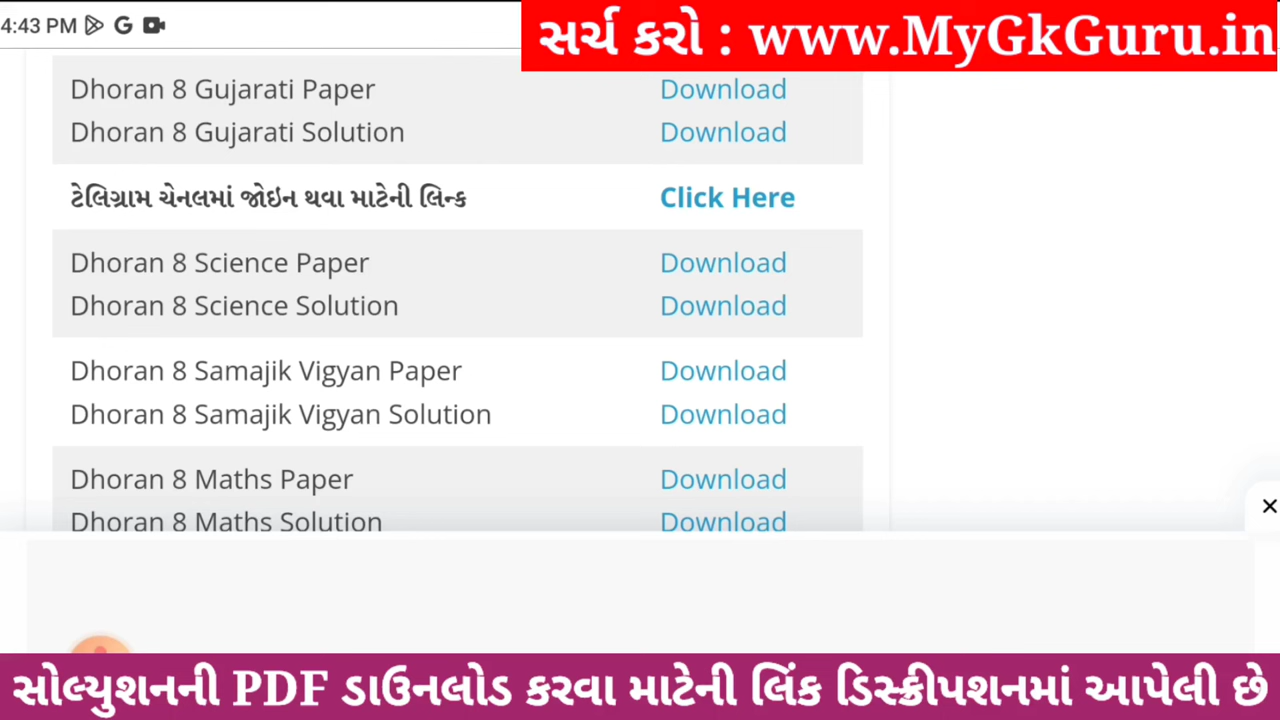 4:43 PM
સર્ચ કરો : www.MyGkGuru.in
Dhoran 8 Gujarati Paper Download
Dhoran 8 Gujarati Solution Download
ટેલિગ્રામ ચેનલમાં જોઇન થવા માટેની લિન્ક Click Here
Dhoran 8 Science Paper Download
Dhoran 8 Science Solution Download
Dhoran 8 Samajik Vigyan Paper Download
Dhoran 8 Samajik Vigyan Solution Download
Dhoran 8 Maths Paper Download
Dhoran 8 Maths Solution Download
સોલ્યુશનની PDF ડાઉનલોડ કરવા માટેની લિંક ડિસ્ક્રીપશનમાં આપેલી છે